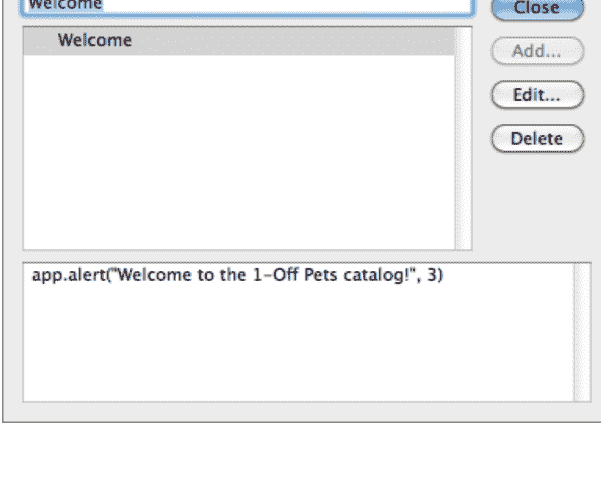 Welcome
Close
Welcome
Add...
Edit...
Delete
app.alert("Welcome to the 1-Off Pets catalog!", 3)